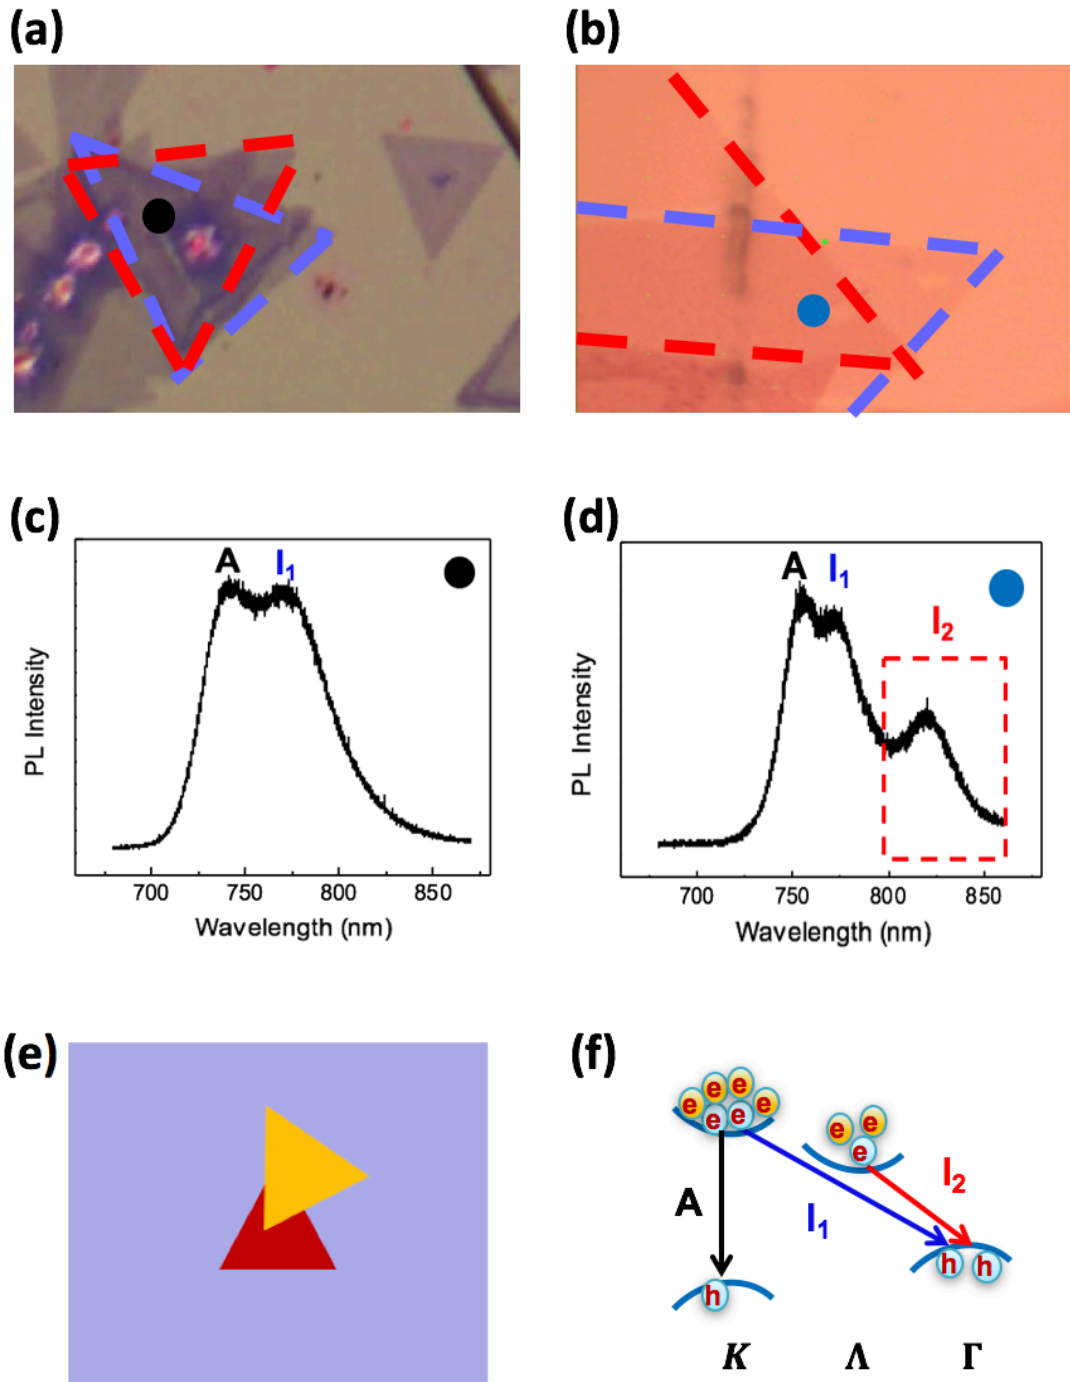 (a)
(b)
(c)
A
I1
PL Intensity
700 750 800 850
Wavelength (nm)
(d)
A
I1
I2
PL Intensity
700 750 800 850
Wavelength (nm)
(e)
(f)
e e e e e e
e e e
A
I1
I2
h
h h
K Λ Γ